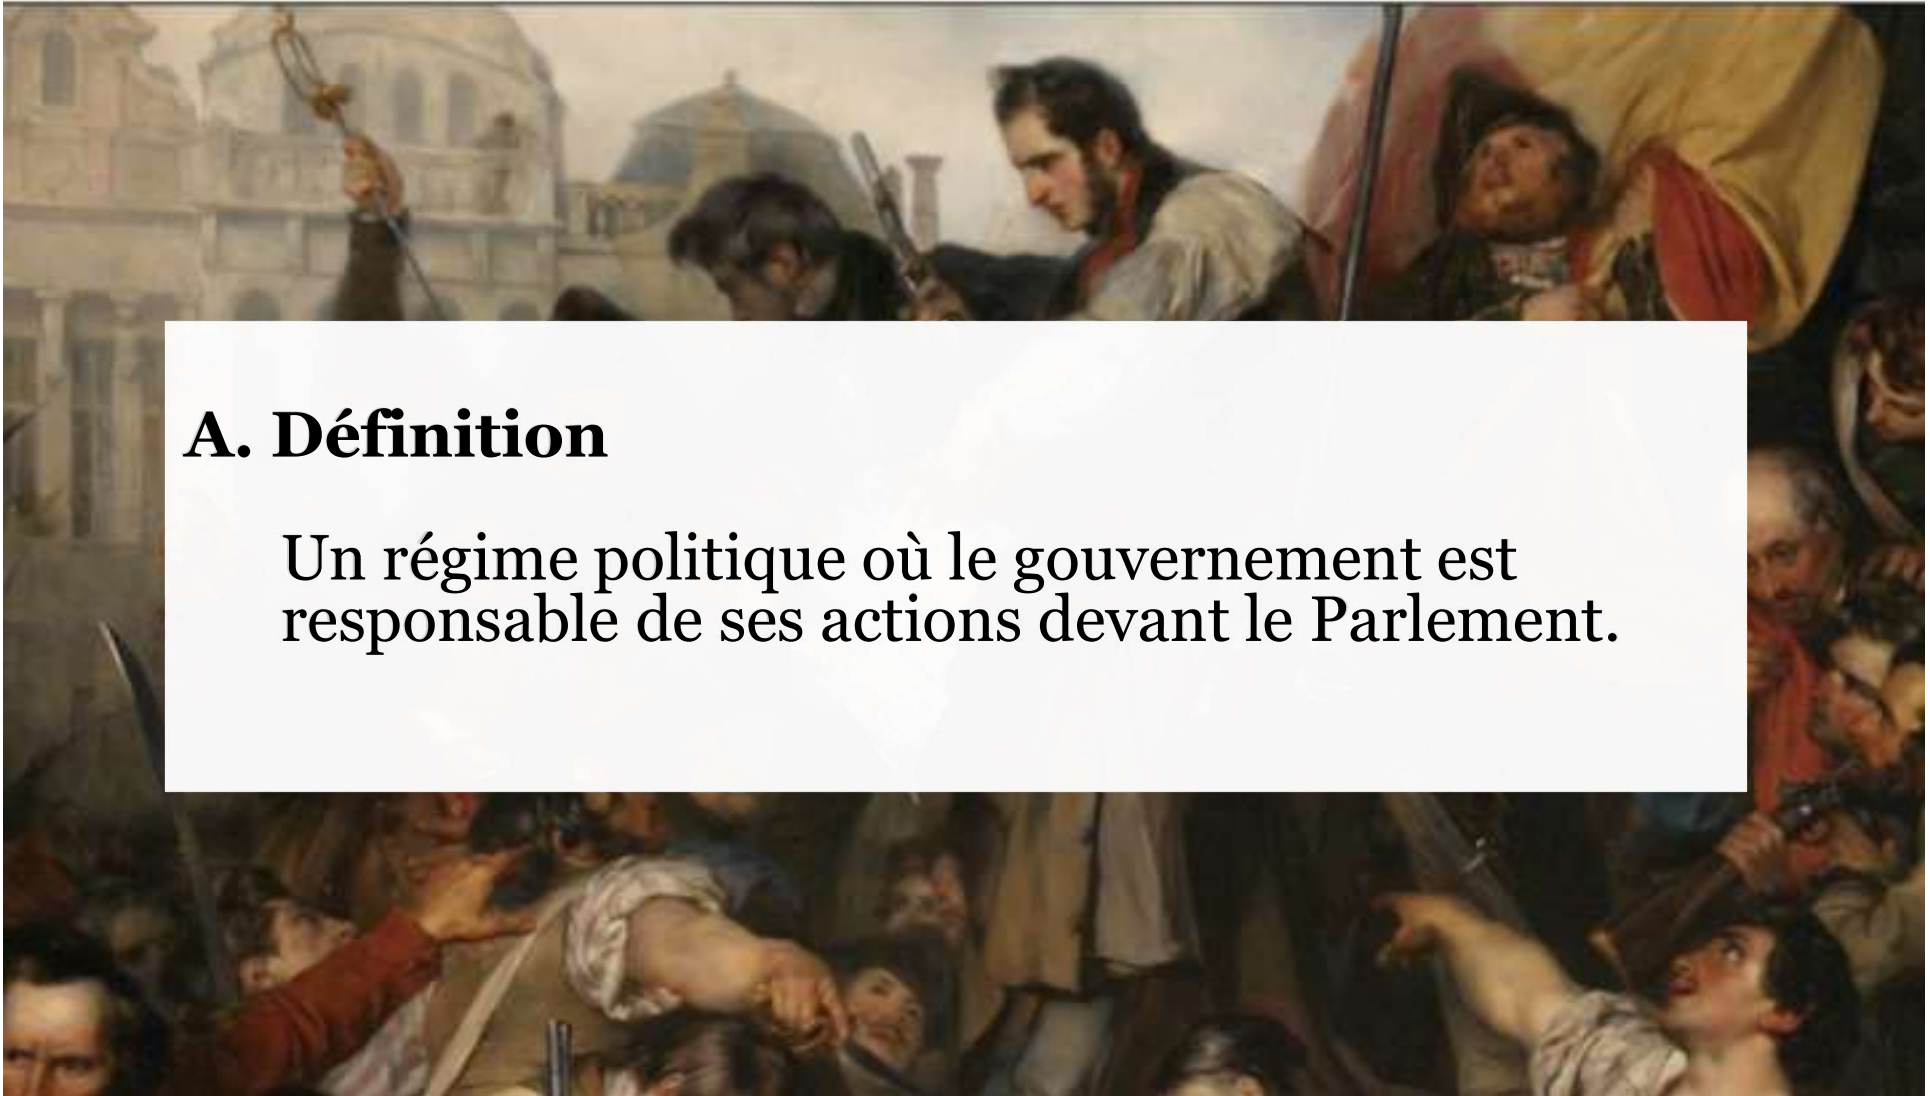 A. Définition
Un régime politique où le gouvernement est
responsable de ses actions devant le Parlement.